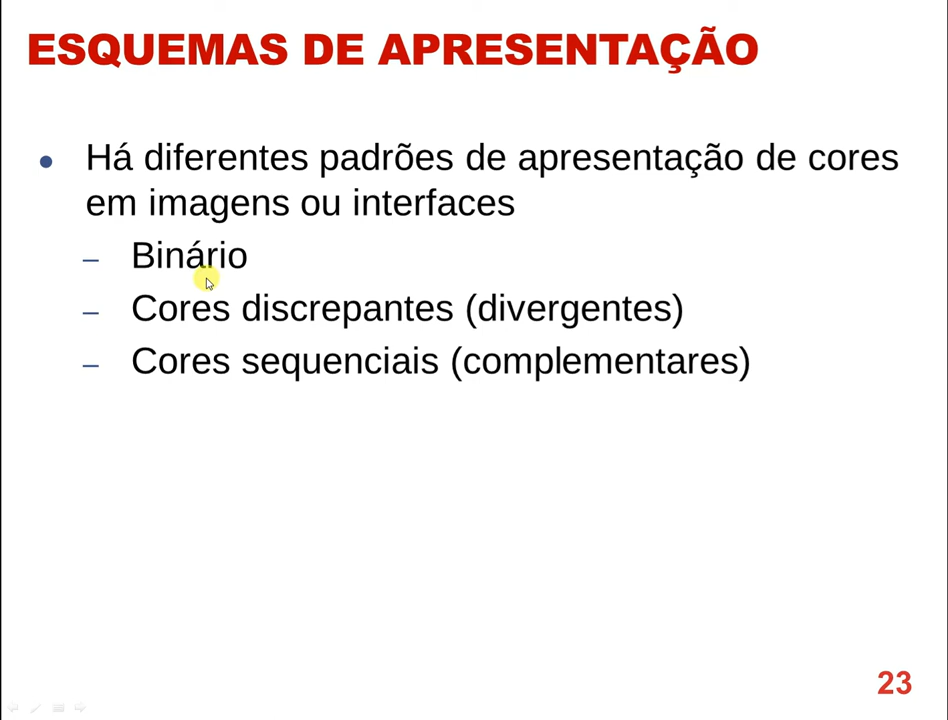 ESQUEMAS DE APRESENTAÇÃO
● Há diferentes padrões de apresentação de cores
em imagens ou interfaces
– Binário
– Cores discrepantes (divergentes)
– Cores sequenciais (complementares)
23